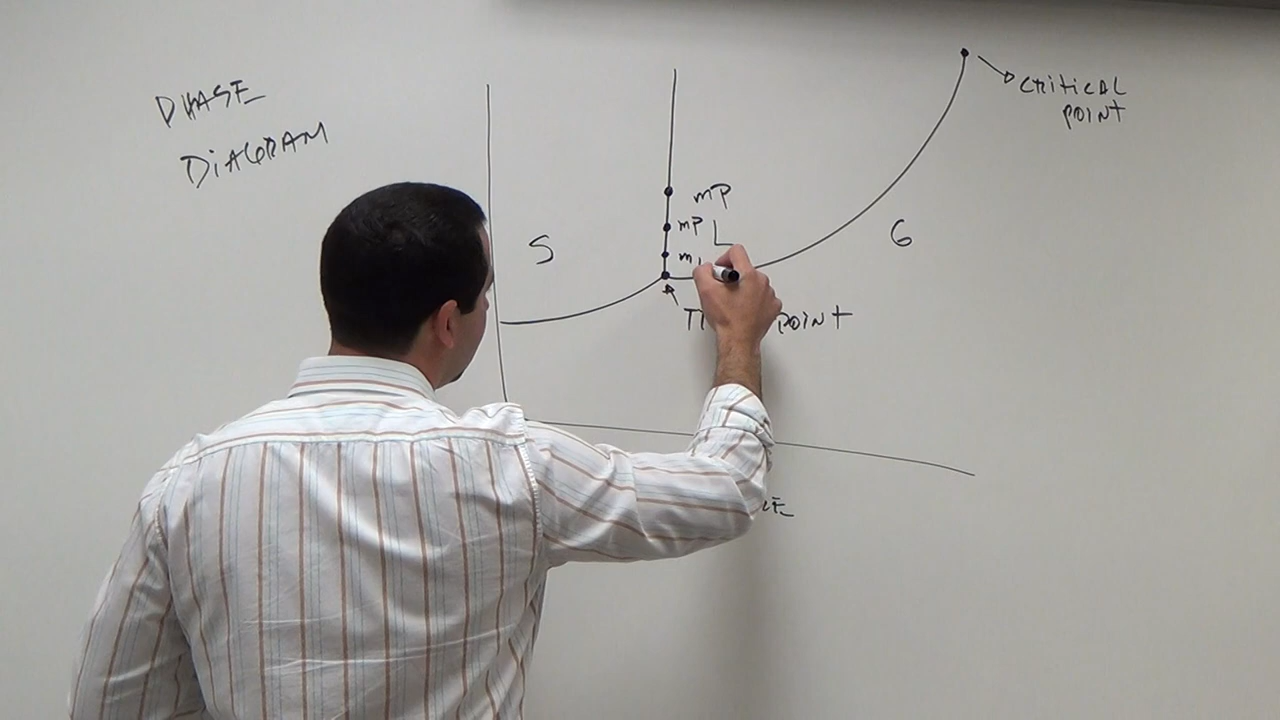 PHASE
DIAGRAM
CRITICAL
POINT
mP
mP
L
S
G
POINT